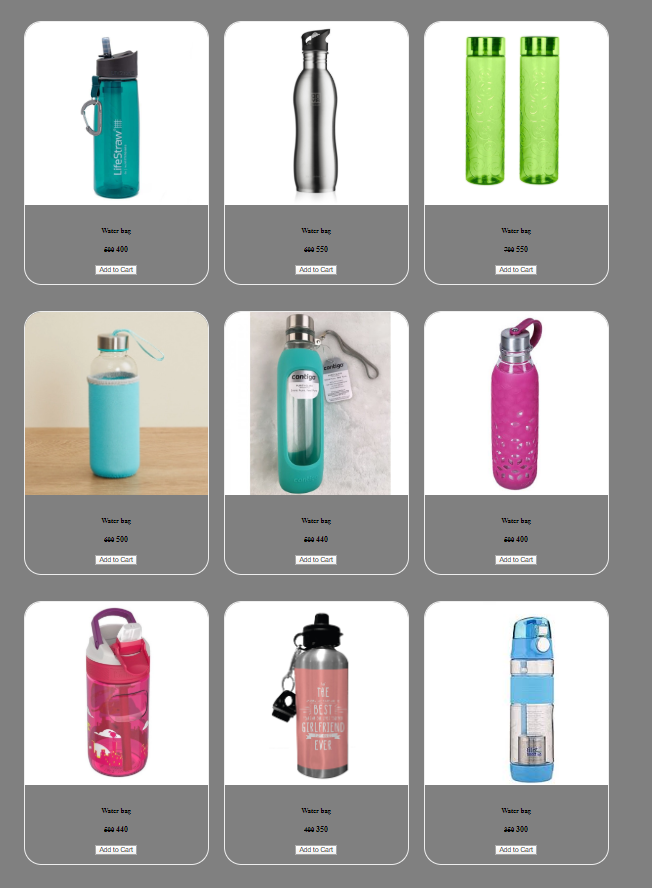 LifeStraw
Water bag
500 400
Add to Cart
Water bag
600 550
Add to Cart
Water bag
700 550
Add to Cart
Water bag
600 500
Add to Cart
contigo
contigo
Water bag
500 440
Add to Cart
Water bag
500 400
Add to Cart
Water bag
500 440
Add to Cart
THE
BEST
GIRLFRIEND
EVER
Water bag
400 350
Add to Cart
Water bag
350 300
Add to Cart